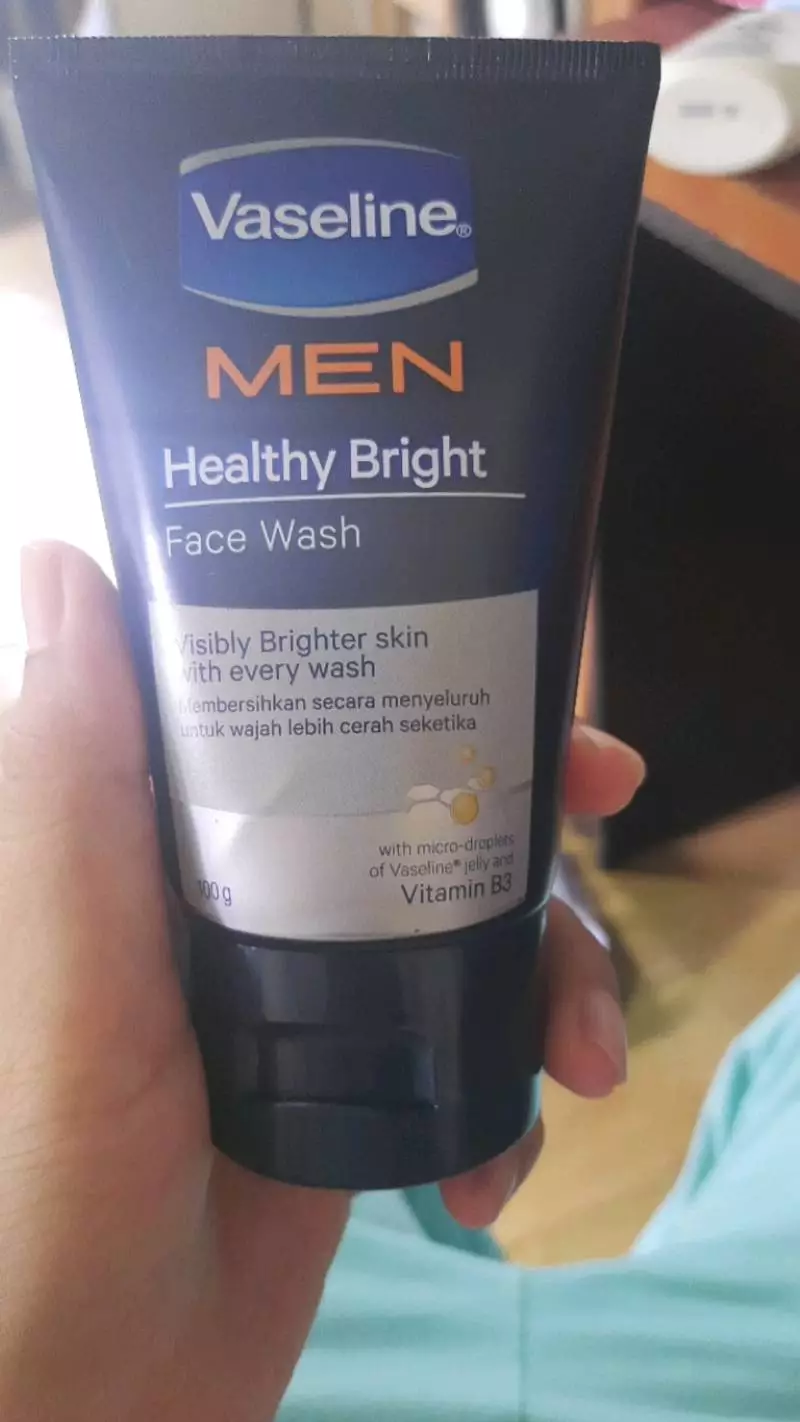 Vaseline®
MEN
Healthy Bright
Face Wash
Visibly Brighter skin
with every wash
Membersihkan secara menyeluruh
untuk wajah lebih cerah seketika
with micro-droplets
of Vaseline® jelly and
Vitamin B3
100 g